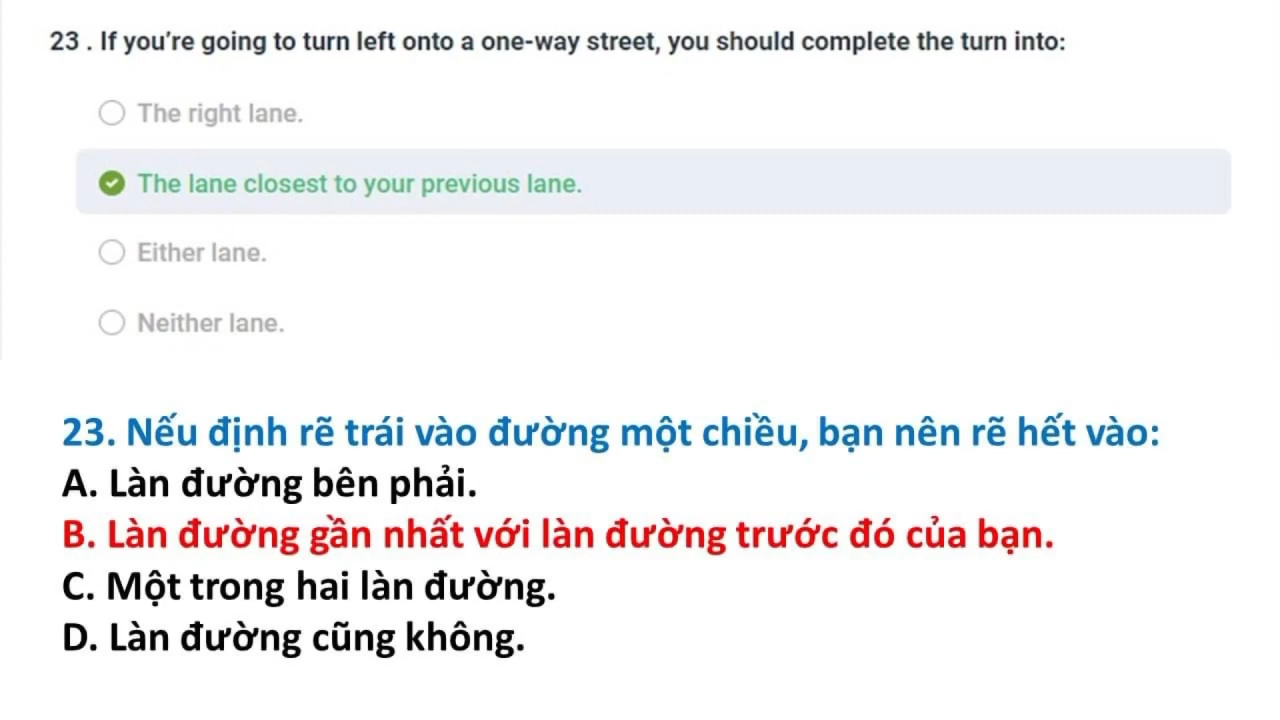 23 . If you’re going to turn left onto a one-way street, you should complete the turn into:
The right lane.
The lane closest to your previous lane.
Either lane.
Neither lane.
23. Nếu định rẽ trái vào đường một chiều, bạn nên rẽ hết vào:
A. Làn đường bên phải.
B. Làn đường gần nhất với làn đường trước đó của bạn.
C. Một trong hai làn đường.
D. Làn đường cũng không.